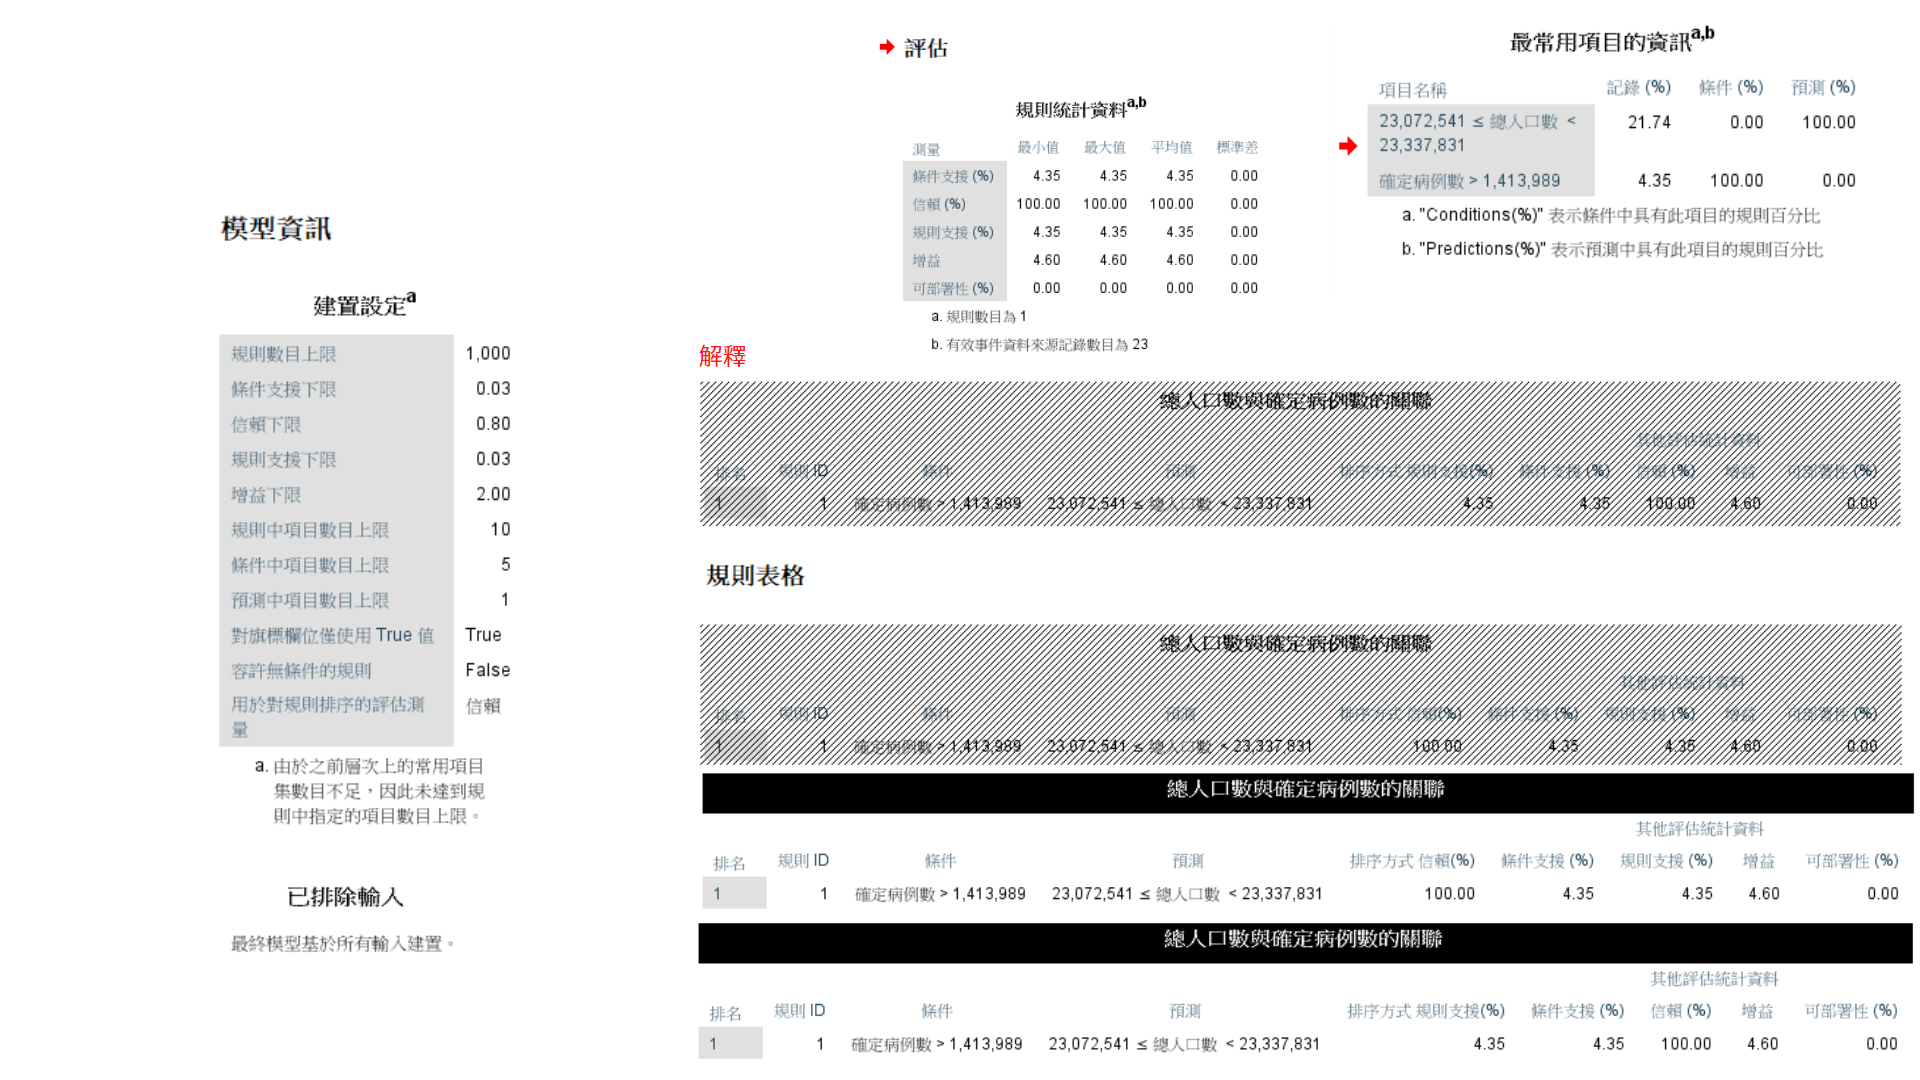 模型資訊
建置設定a
規則數目上限 1,000
條件支援下限 0.03
信賴下限 0.80
規則支援下限 0.03
增益下限 2.00
規則中項目數目上限 10
條件中項目數目上限 5
預測中項目數目上限 1
對旗標欄位僅使用 True 值 True
容許無條件的規則 False
用於對規則排序的評估測 信賴
量
a. 由於之前層次上的常用項目
集數目不足，因此未達到規
則中指定的項目數目上限。
已排除輸入
最終模型基於所有輸入建置。
評估
規則統計資料a,b
測量 最小值 最大值 平均值 標準差
條件支援 (%) 4.35 4.35 4.35 0.00
信賴 (%) 100.00 100.00 100.00 0.00
規則支援 (%) 4.35 4.35 4.35 0.00
增益 4.60 4.60 4.60 0.00
可部署性 (%) 0.00 0.00 0.00 0.00
a. 規則數目為 1
b. 有效事件資料來源記錄數目為 23
最常用項目的資訊a,b
項目名稱 記錄 (%) 條件 (%) 預測 (%)
23,072,541 ≤ 總人口數 < 21.74 0.00 100.00
23,337,831
確定病例數 > 1,413,989 4.35 100.00 0.00
a. "Conditions(%)" 表示條件中具有此項目的規則百分比
b. "Predictions(%)" 表示預測中具有此項目的規則百分比
解釋
總人口數與確定病例數的關聯
其他評估統計資料
排名 規則 ID 條件 預測 排序方式 規則支援(%) 條件支援 (%) 信賴 (%) 增益 可部署性 (%)
1 1 確定病例數 > 1,413,989 23,072,541 ≤ 總人口數 < 23,337,831 4.35 4.35 100.00 4.60 0.00
規則表格
總人口數與確定病例數的關聯
其他評估統計資料
排名 規則 ID 條件 預測 排序方式 信賴(%) 條件支援 (%) 規則支援 (%) 增益 可部署性 (%)
1 1 確定病例數 > 1,413,989 23,072,541 ≤ 總人口數 < 23,337,831 100.00 4.35 4.35 4.60 0.00
總人口數與確定病例數的關聯
其他評估統計資料
排名 規則 ID 條件 預測 排序方式 信賴(%) 條件支援 (%) 規則支援 (%) 增益 可部署性 (%)
1 1 確定病例數 > 1,413,989 23,072,541 ≤ 總人口數 < 23,337,831 100.00 4.35 4.35 4.60 0.00
總人口數與確定病例數的關聯
其他評估統計資料
排名 規則 ID 條件 預測 排序方式 規則支援(%) 條件支援 (%) 信賴 (%) 增益 可部署性 (%)
1 1 確定病例數 > 1,413,989 23,072,541 ≤ 總人口數 < 23,337,831 4.35 4.35 100.00 4.60 0.00